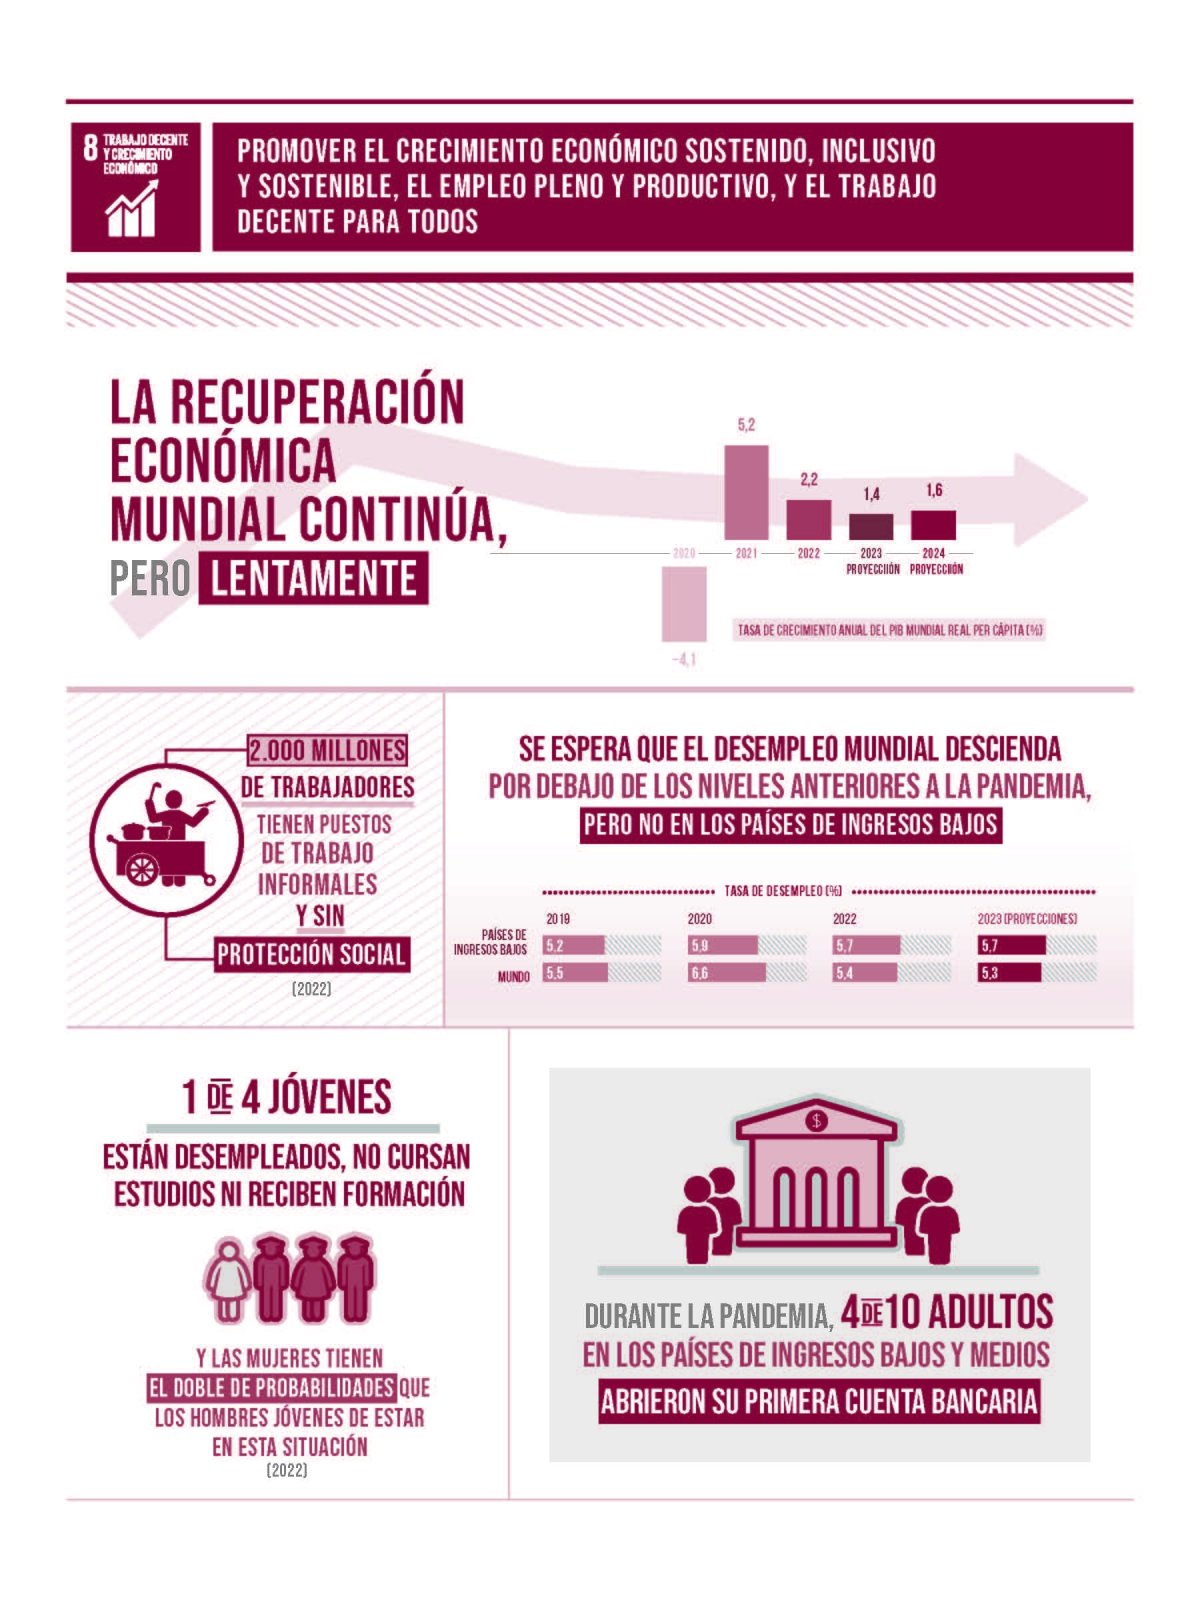 8 TRABAJO DECENTE
Y CRECIMIENTO
ECONÓMICO
PROMOVER EL CRECIMIENTO ECONÓMICO SOSTENIDO, INCLUSIVO
Y SOSTENIBLE, EL EMPLEO PLENO Y PRODUCTIVO, Y EL TRABAJO
DECENTE PARA TODOS
LA RECUPERACIÓN
ECONÓMICA
MUNDIAL CONTINÚA,
PERO LENTAMENTE
5,2
2,2
1,4
1,6
2020 2021 2022 2023 2024
PROYECCIIÓN PROYECCIIÓN
-4,1
TASA DE CRECIMIENTO ANUAL DEL PIB MUNDIAL REAL PER CÁPITA (%)
2.000 MILLONES
DE TRABAJADORES
TIENEN PUESTOS
DE TRABAJO
INFORMALES
Y SIN
PROTECCIÓN SOCIAL
(2022)
SE ESPERA QUE EL DESEMPLEO MUNDIAL DESCIENDA
POR DEBAJO DE LOS NIVELES ANTERIORES A LA PANDEMIA,
PERO NO EN LOS PAÍSES DE INGRESOS BAJOS
TASA DE DESEMPLEO (%)
2019 2020 2022 2023 (PROYECCIONES)
PAÍSES DE
INGRESOS BAJOS 5,2 5,9 5,7 5,7
MUNDO 5,5 6,6 5,4 5,3
1 DE 4 JÓVENES
ESTÁN DESEMPLEADOS, NO CURSAN
ESTUDIOS NI RECIBEN FORMACIÓN
Y LAS MUJERES TIENEN
EL DOBLE DE PROBABILIDADES QUE
LOS HOMBRES JÓVENES DE ESTAR
EN ESTA SITUACIÓN
(2022)
$
DURANTE LA PANDEMIA, 4 DE 10 ADULTOS
EN LOS PAÍSES DE INGRESOS BAJOS Y MEDIOS
ABRIERON SU PRIMERA CUENTA BANCARIA